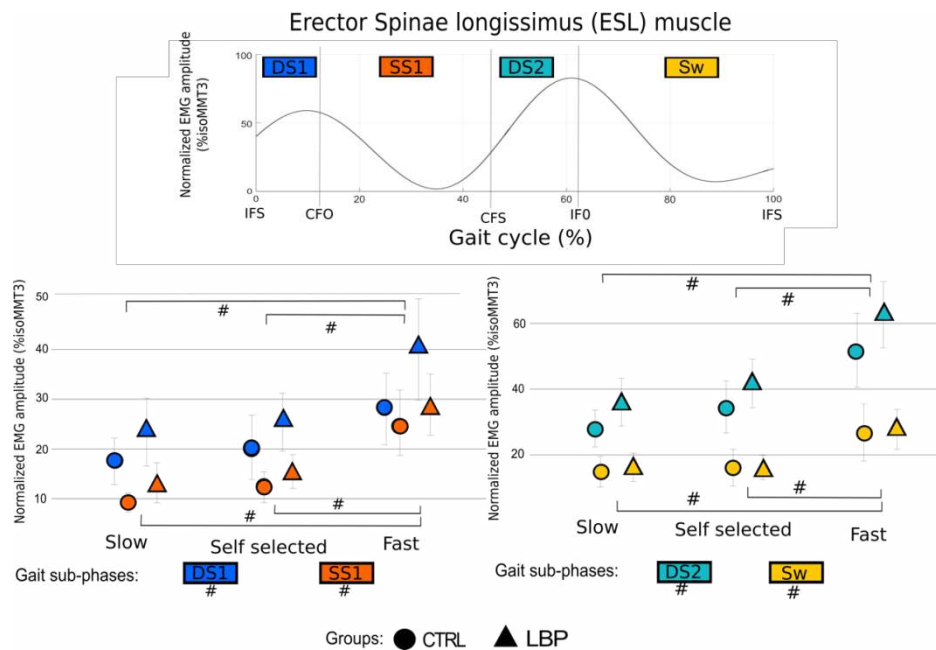 Erector Spinae longissimus (ESL) muscle
Normalized EMG amplitude
(%isoMMT3)
100
50
0
DS1
SS1
DS2
Sw
0
20
40
60
80
100
IFS
CFO
CFS
IF0
IFS
Gait cycle (%)
Normalized EMG amplitude (%isoMMT3)
50
40
30
20
10
#
#
#
#
Slow
Self selected
Fast
Gait sub-phases:
DS1
SS1
#
#
Normalized EMG amplitude (%isoMMT3)
60
40
20
#
#
#
#
Slow
Self selected
Fast
Gait sub-phases:
DS2
Sw
#
#
Groups:
CTRL
LBP